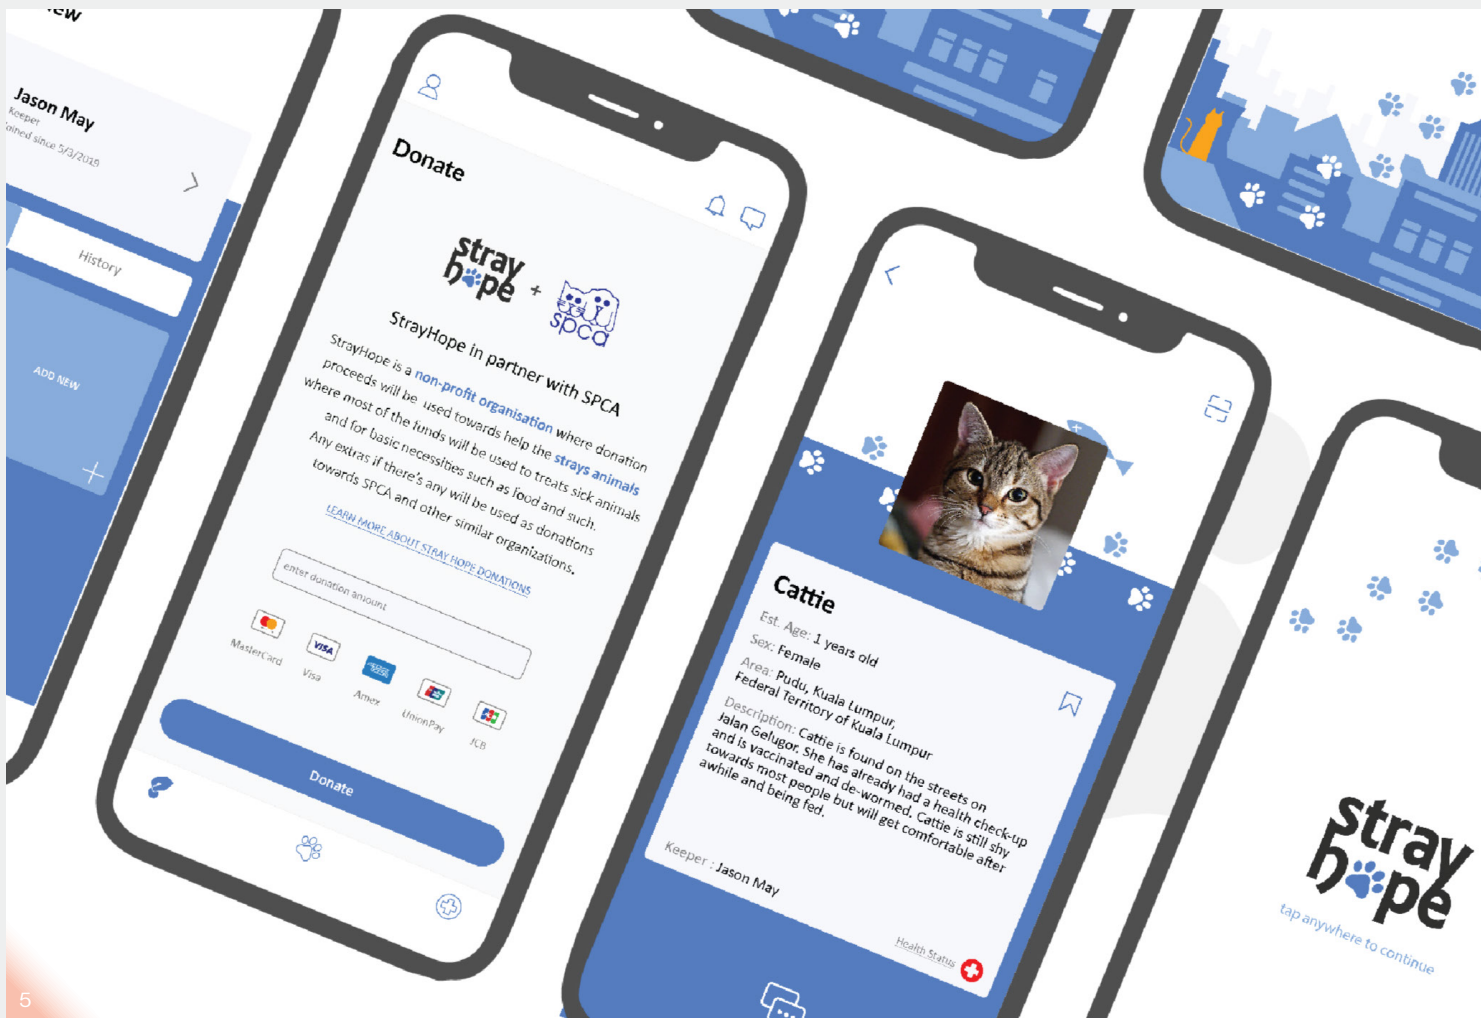 Jason May
Keeper
Joined since 5/3/2019
History
ADD NEW
Donate
stray
hope
+
spca
StrayHope in partner with SPCA
StrayHope is a non-profit organisation where donation
proceeds will be used towards help the strays animals
where most of the funds will be used to treats sick animals
and for basic necessities such as food and such.
Any extras if there's any will be used as donations
towards SPCA and other similar organizations.
LEARN MORE ABOUT STRAY HOPE DONATIONS
enter donation amount
MasterCard
VISA
Visa
Amex
UnionPay
JCB
Donate
Cattie
Est. Age: 1 years old
Sex: Female
Area: Pudu, Kuala Lumpur,
Federal Territory of Kuala Lumpur
Description: Cattie is found on the streets on
Jalan Gelugor. She has already had a health check-up
and is vaccinated and de-wormed. Cattie is still shy
towards most people but will get comfortable after
awhile and being fed.
Keeper : Jason May
Health Status
stray
hope
tap anywhere to continue
5